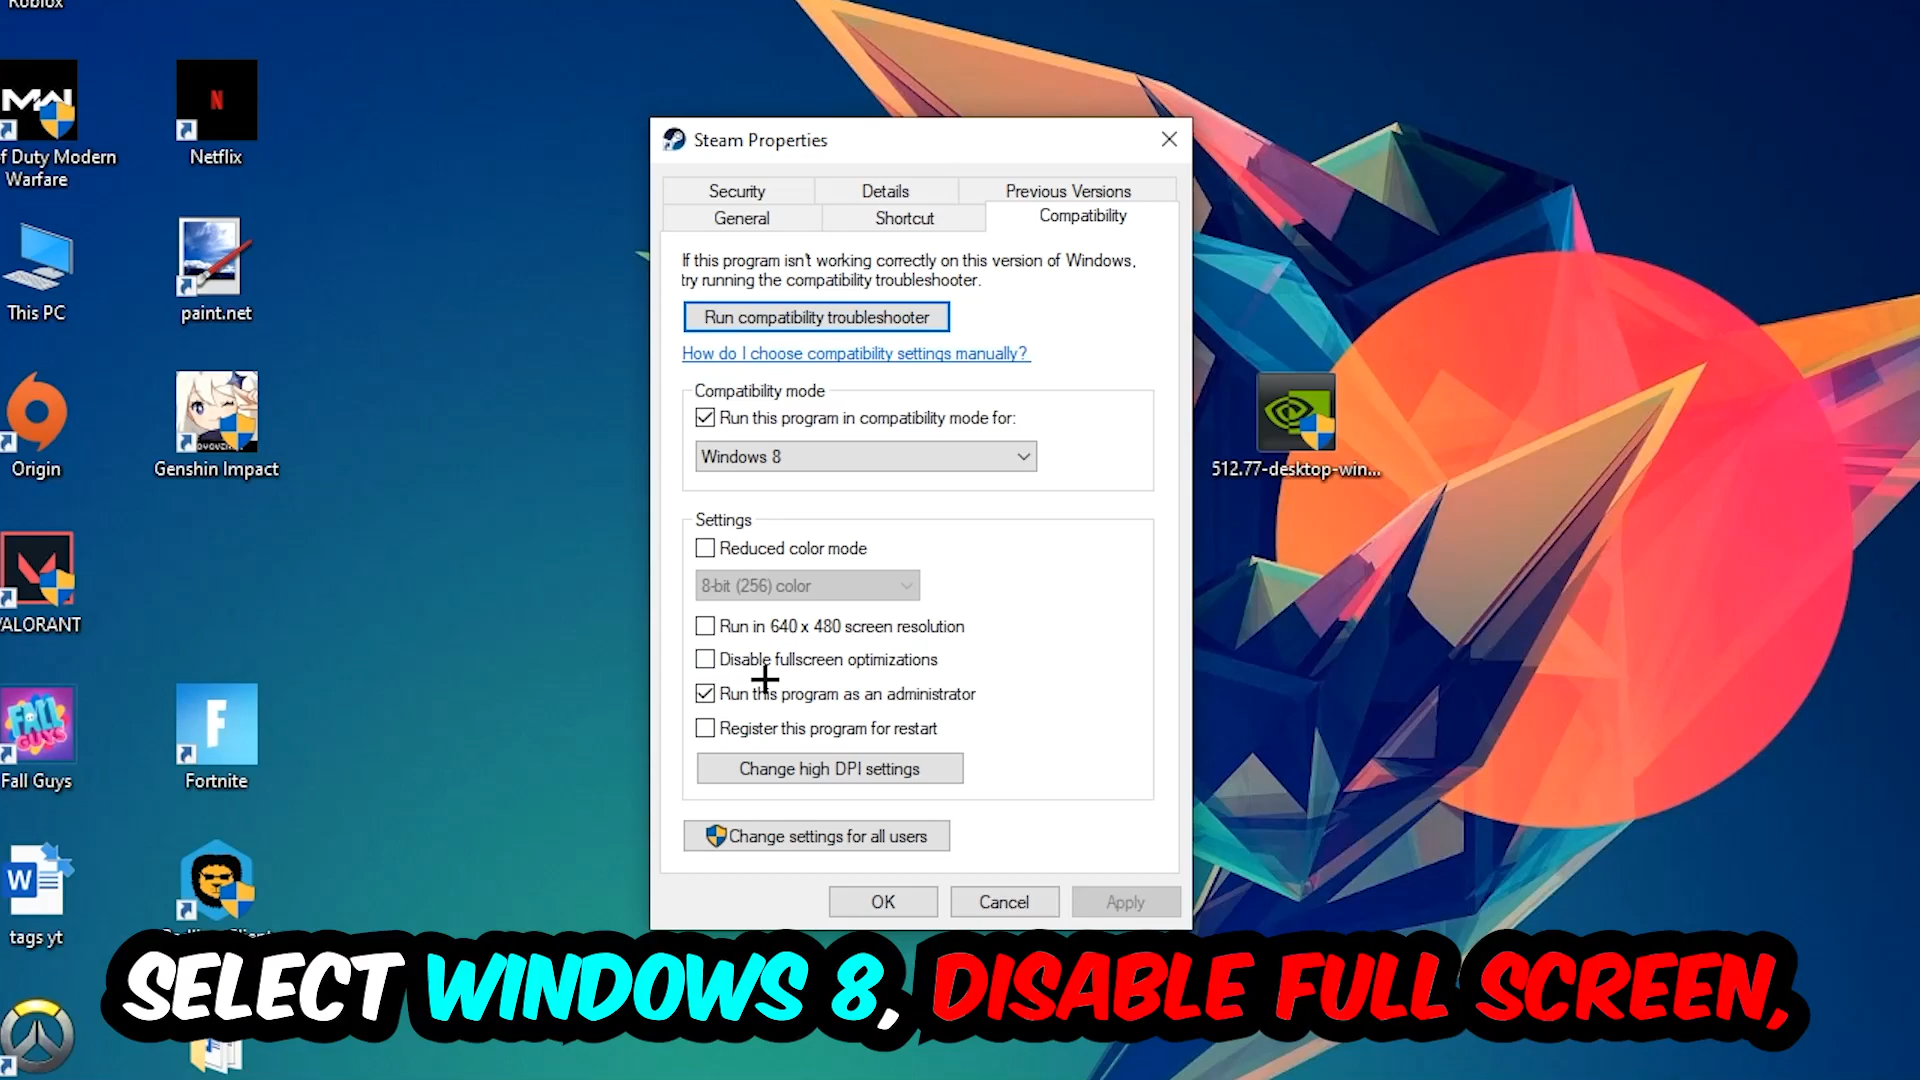 Roblox
f Duty Modern
Warfare
Netflix
This PC
paint.net
Origin
Genshin Impact
VALORANT
FALL GUYS
Fall Guys
Fortnite
W
tags yt
512.77-desktop-win...
Steam Properties
Security
Details
Previous Versions
General
Shortcut
Compatibility
If this program isn't working correctly on this version of Windows,
try running the compatibility troubleshooter.
Run compatibility troubleshooter
How do I choose compatibility settings manually?
Compatibility mode
Run this program in compatibility mode for:
Windows 8
Settings
Reduced color mode
8-bit (256) color
Run in 640 x 480 screen resolution
Disable fullscreen optimizations
Run this program as an administrator
Register this program for restart
Change high DPI settings
Change settings for all users
OK
Cancel
Apply
SELECT WINDOWS 8, DISABLE FULL SCREEN,